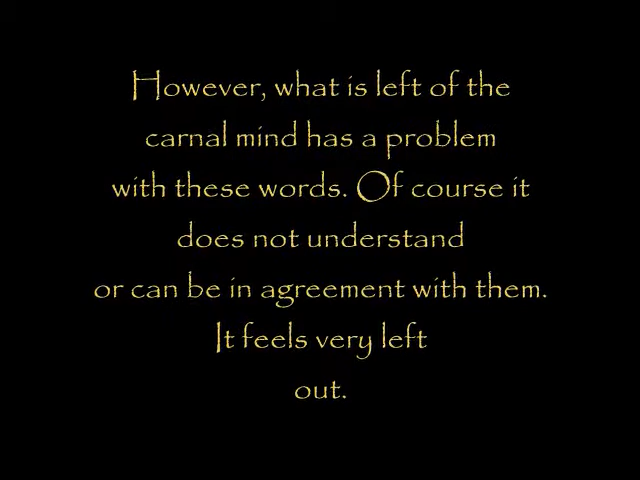 However, what is left of the
carnal mind has a problem
with these words. Of course it
does not understand
or can be in agreement with them.
It feels very left
out.